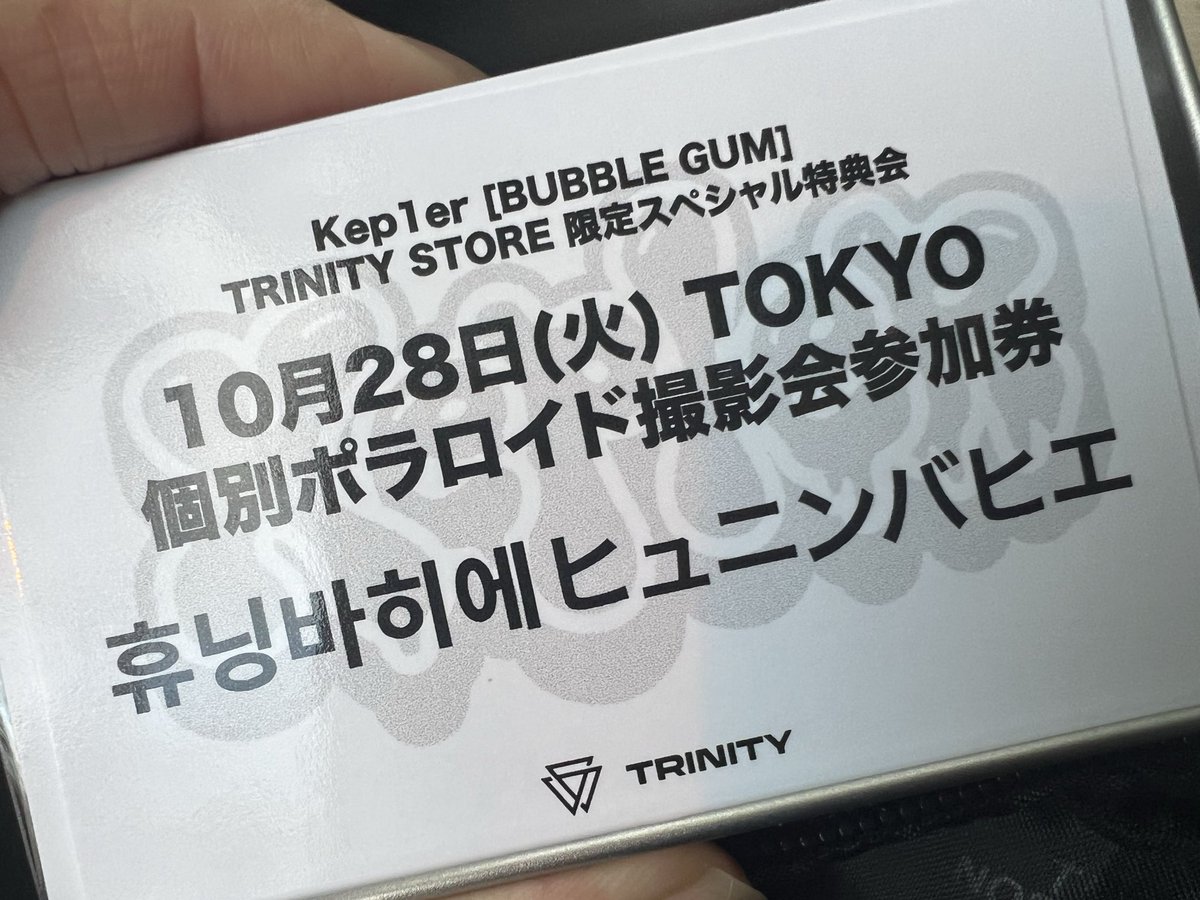 Kep1er [BUBBLE GUM]
TRINITY STORE 限定スペシャル特典会
10月28日(火) TOKYO
個別ポラロイド撮影会参加券
휴닝바히에 ヒュニンバヒエ
TRINITY